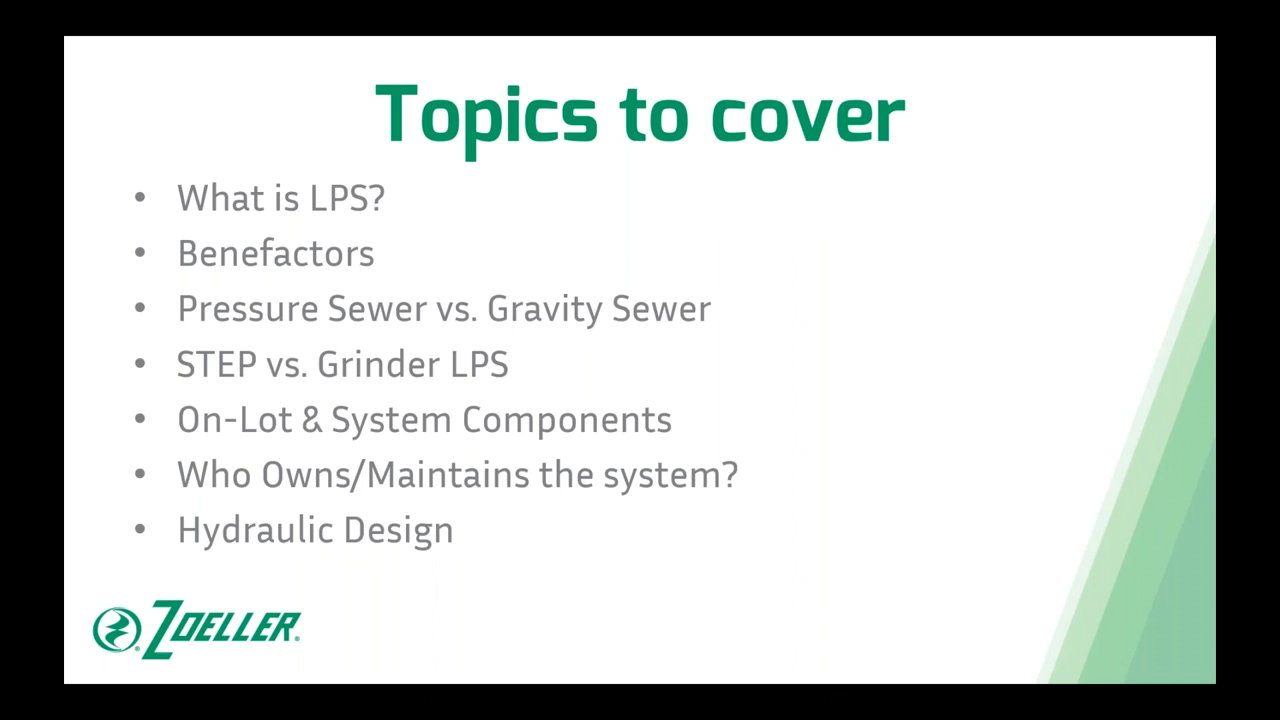 Topics to cover
• What is LPS?
• Benefactors
• Pressure Sewer vs. Gravity Sewer
• STEP vs. Grinder LPS
• On-Lot & System Components
• Who Owns/Maintains the system?
• Hydraulic Design
ZOELLER